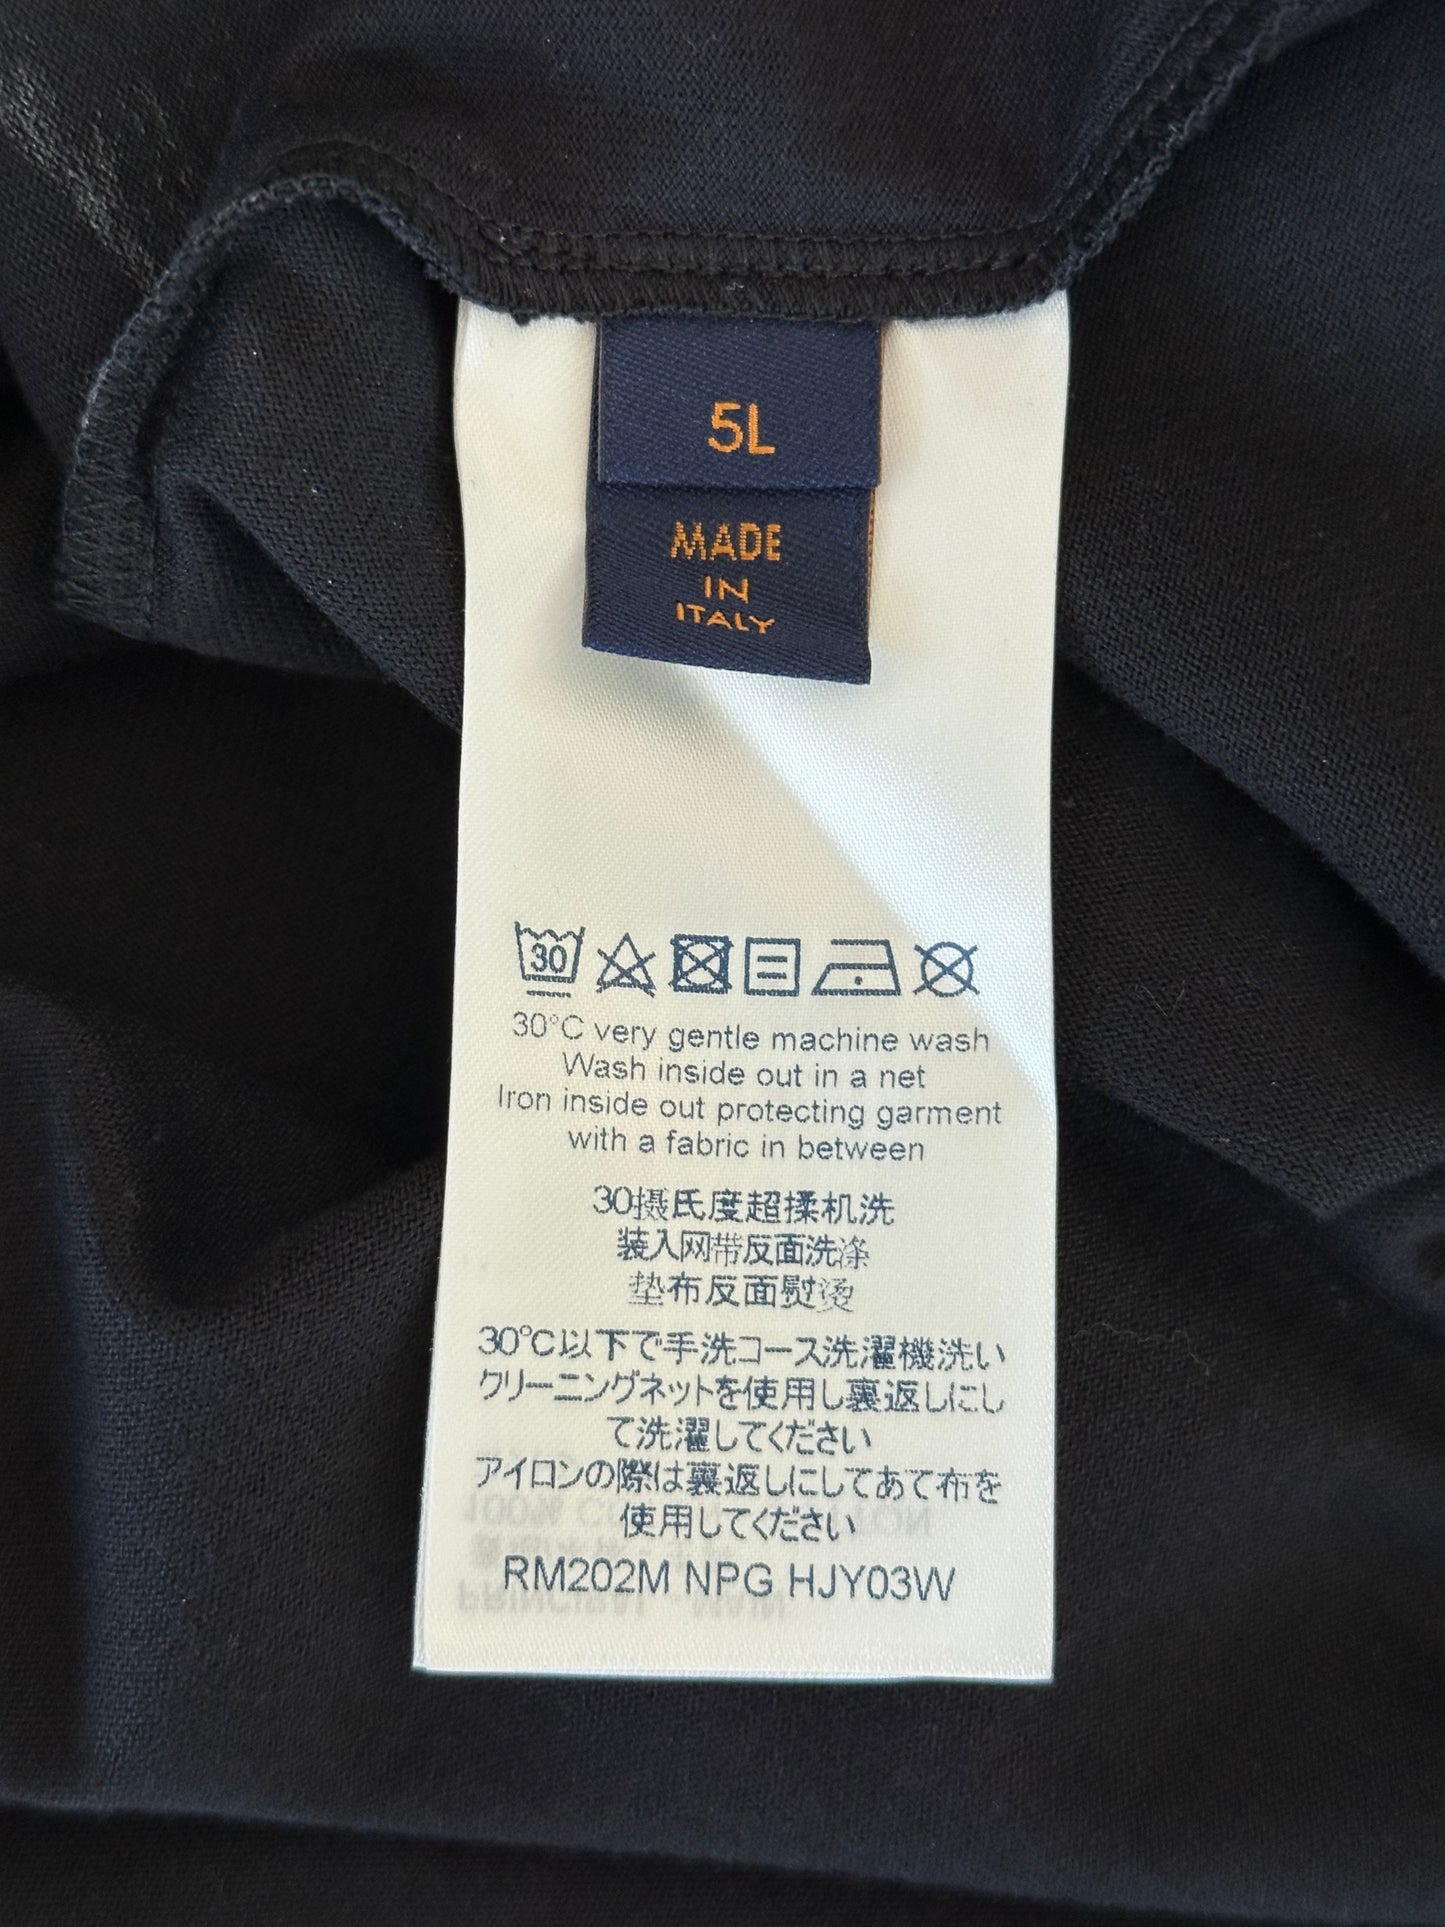 5L
MADE
IN
ITALY
30
30°C very gentle machine wash
Wash inside out in a net
Iron inside out protecting garment
with a fabric in between
30摄氏度超揉机洗
装入网带反面洗涤
垫布反面熨烫
30℃以下で手洗コース洗濯機洗い
クリーニングネットを使用し裏返しにし
て洗濯してください
アイロンの際は裏返しにしてあて布を
使用してください
RM202M NPG HJY03W